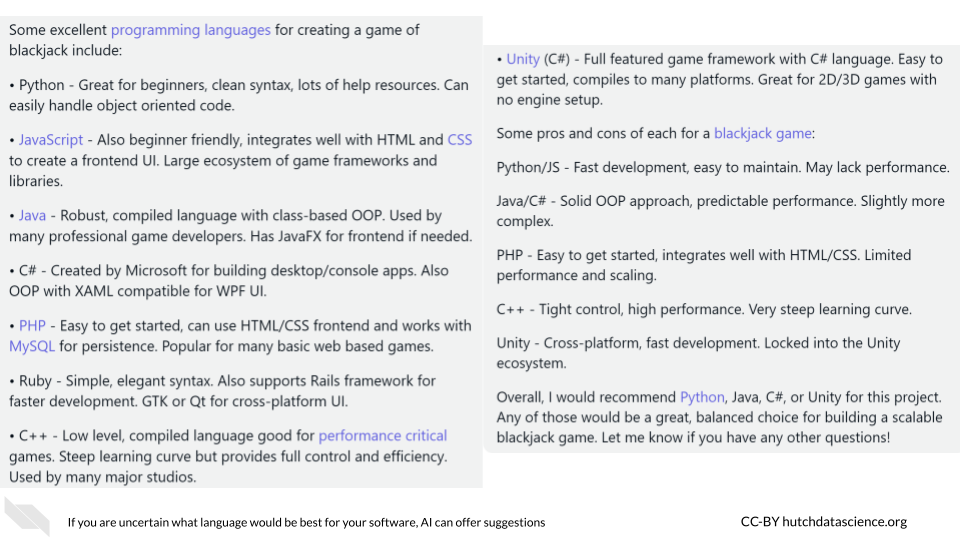 Some excellent programming languages for creating a game of
blackjack include:
• Python - Great for beginners, clean syntax, lots of help resources. Can
easily handle object oriented code.
• JavaScript - Also beginner friendly, integrates well with HTML and CSS
to create a frontend UI. Large ecosystem of game frameworks and
libraries.
• Java - Robust, compiled language with class-based OOP. Used by
many professional game developers. Has JavaFX for frontend if needed.
• C# - Created by Microsoft for building desktop/console apps. Also
OOP with XAML compatible for WPF UI.
• PHP - Easy to get started, can use HTML/CSS frontend and works with
MySQL for persistence. Popular for many basic web based games.
• Ruby - Simple, elegant syntax. Also supports Rails framework for
faster development. GTK or Qt for cross-platform UI.
• C++ - Low level, compiled language good for performance critical
games. Steep learning curve but provides full control and efficiency.
Used by many major studios.
• Unity (C#) - Full featured game framework with C# language. Easy to
get started, compiles to many platforms. Great for 2D/3D games with
no engine setup.
Some pros and cons of each for a blackjack game:
Python/JS - Fast development, easy to maintain. May lack performance.
Java/C# - Solid OOP approach, predictable performance. Slightly more
complex.
PHP - Easy to get started, integrates well with HTML/CSS. Limited
performance and scaling.
C++ - Tight control, high performance. Very steep learning curve.
Unity - Cross-platform, fast development. Locked into the Unity
ecosystem.
Overall, I would recommend Python, Java, C#, or Unity for this project.
Any of those would be a great, balanced choice for building a scalable
blackjack game. Let me know if you have any other questions!
If you are uncertain what language would be best for your software, AI can offer suggestions
CC-BY hutchdatascience.org